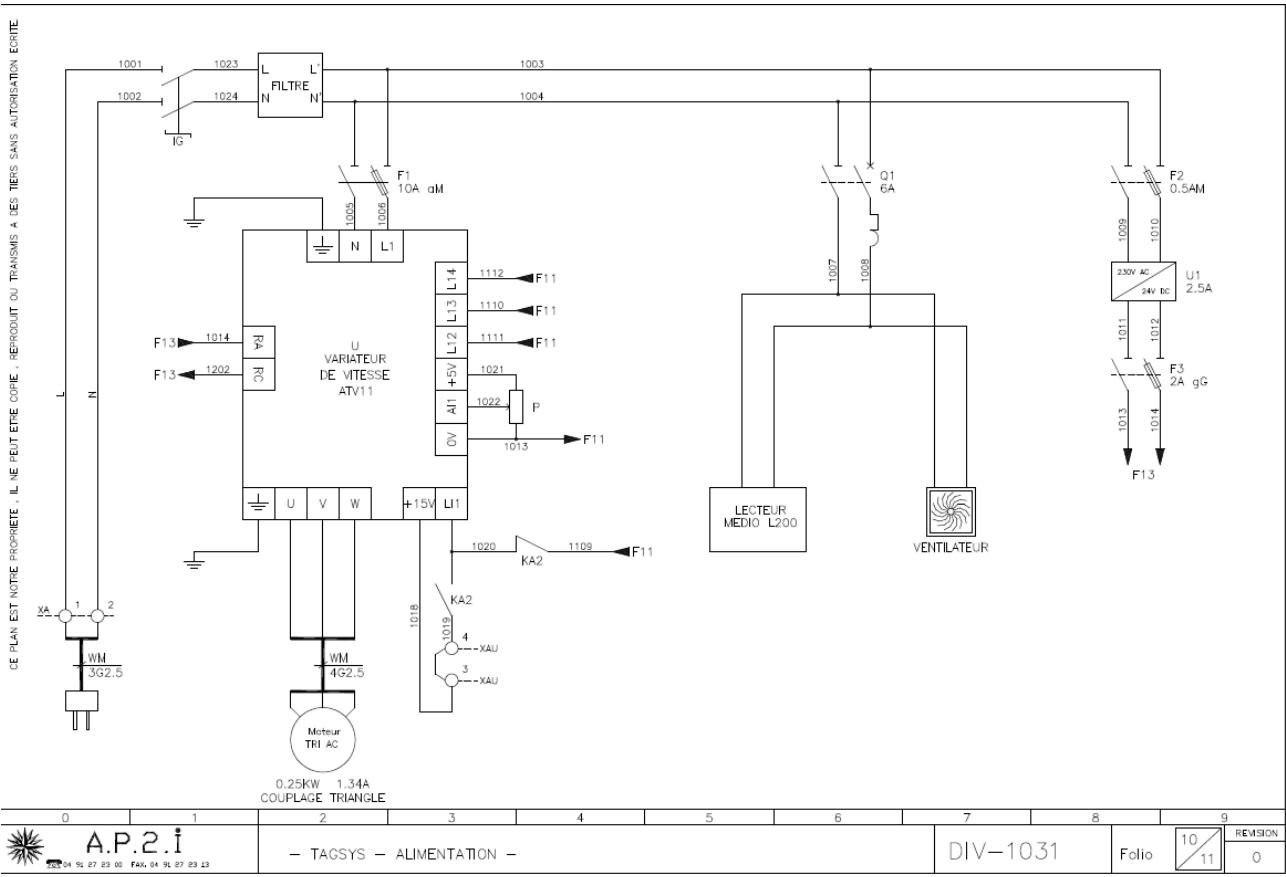 CE PLAN EST NOTRE PROPRIETE , IL NE PEUT ETRE COPIE , REPRODUIT OU TRANSMIS A DES TIERS SANS AUTORISATION ECRITE
1001
1023
L
L'
1003
FILTRE
1002
1024
N
N'
1004
IG
F1
10A aM
Q1
6A
F2
0.5AM
1005
1006
1009
1010
N
L1
1007
1008
230V AC
24V DC
U1
2.5A
L14
1112
F11
L13
1110
F11
L12
1111
F11
1011
1012
F13
1014
RA
F13
1202
RC
U
VARIATEUR
DE VITESSE
ATV11
+5V
1021
AI1
1022
P
0V
1013
F11
F3
2A gG
1013
1014
F13
L
N
U
V
W
+15V
LI1
LECTEUR
MEDIO L200
VENTILATEUR
1020
KA2
1109
F11
KA2
1018
1019
4
XAU
3
XAU
XA
1
2
WM
3G2.5
WM
4G2.5
Moteur
TRI AC
0.25KW 1.34A
COUPLAGE TRIANGLE
0 1 2 3 4 5 6 7 8 9
A.P.2.i
04 91 27 23 00 FAX. 04 91 27 23 13
- TAGSYS - ALIMENTATION -
DIV-1031
Folio
10
11
REVISION
0